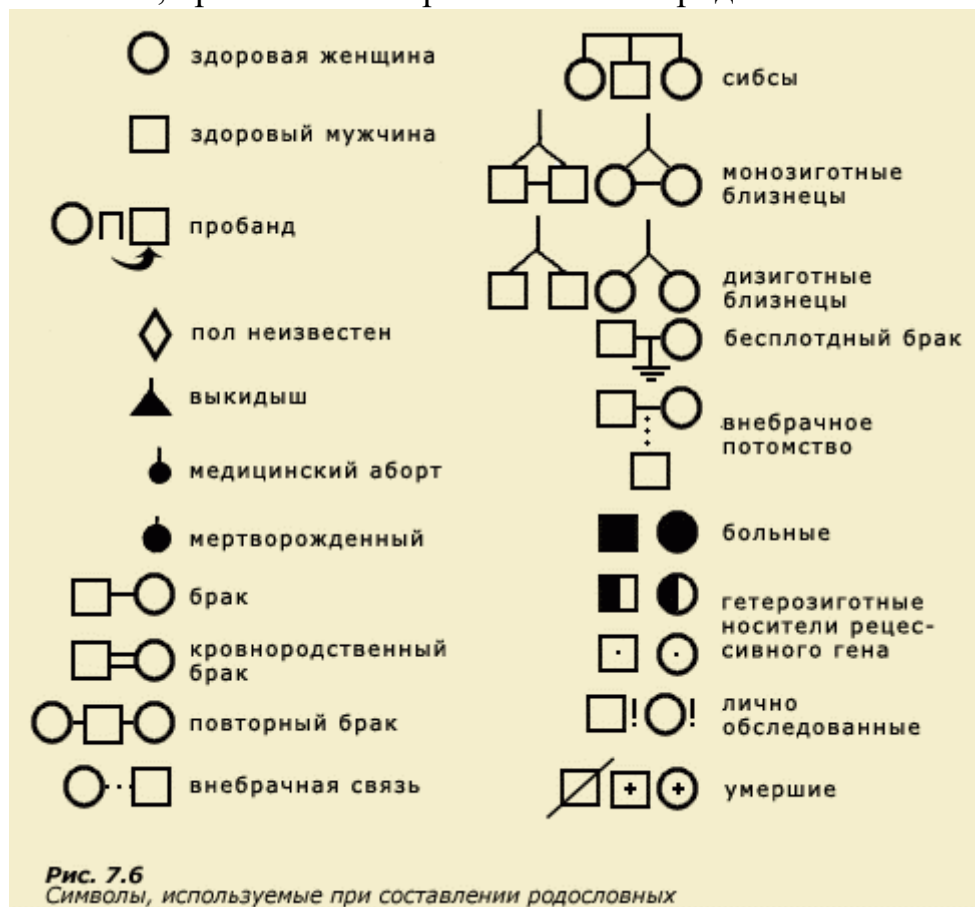 здоровая женщина
здоровый мужчина
пробанд
пол неизвестен
выкидыш
медицинский аборт
мертворожденный
брак
кровнородственный
брак
повторный брак
внебрачная связь
сибсы
монозиготные
близнецы
дизиготные
близнецы
бесплотдный брак
внебрачное
потомство
больные
гетерозиготные
носители рецес-
сивного гена
лично
обследованные
умершие
Рис. 7.6
Символы, используемые при составлении родословных